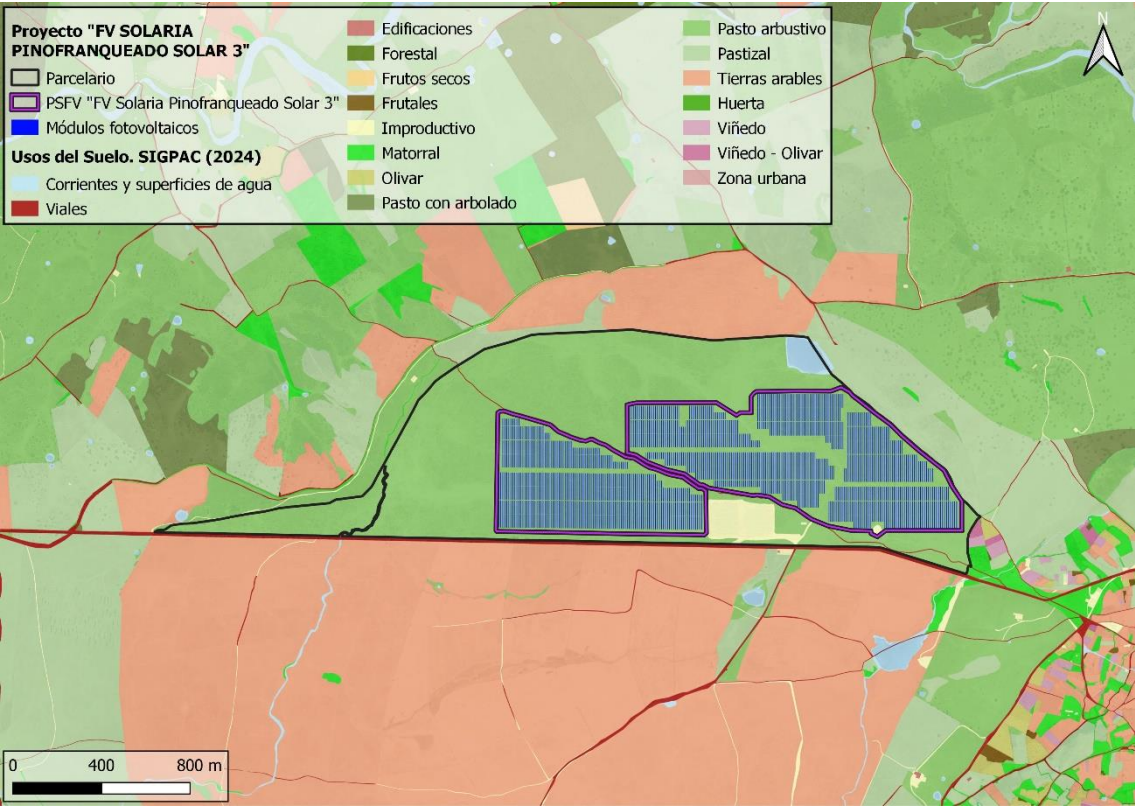 Proyecto "FV SOLARIA
PINOFRANQUEADO SOLAR 3"
Parcelario
PSFV "FV Solaria Pinofranqueado Solar 3"
Módulos fotovoltaicos
Usos del Suelo. SIGPAC (2024)
Corrientes y superficies de agua
Viales
Edificaciones
Forestal
Frutos secos
Frutales
Improductivo
Matorral
Olivar
Pasto con arbolado
Pasto arbustivo
Pastizal
Tierras arables
Huerta
Viñedo
Viñedo - Olivar
Zona urbana
N
0 400 800 m